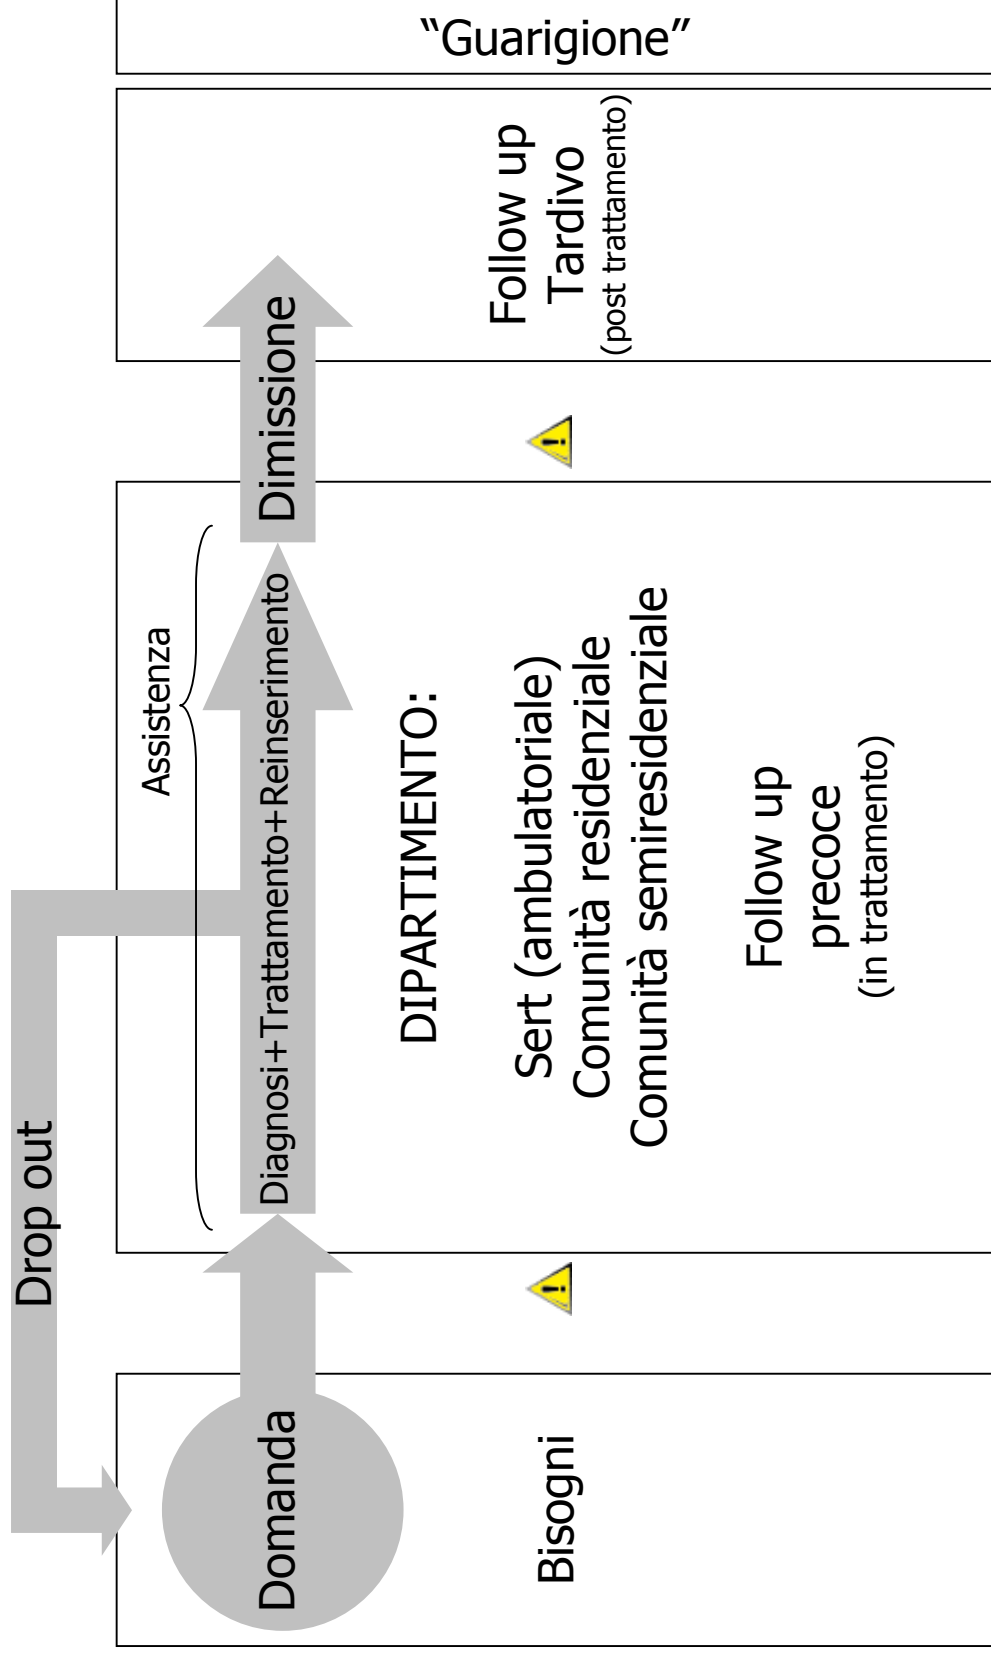 Drop out
Assistenza
Domanda
Diagnosi+Trattamento+Reinserimento
Dimissione
Bisogni
DIPARTIMENTO:
Sert (ambulatoriale)
Comunità residenziale
Comunità semiresidenziale
Follow up
precoce
(in trattamento)
Follow up
Tardivo
(post trattamento)
“Guarigione”